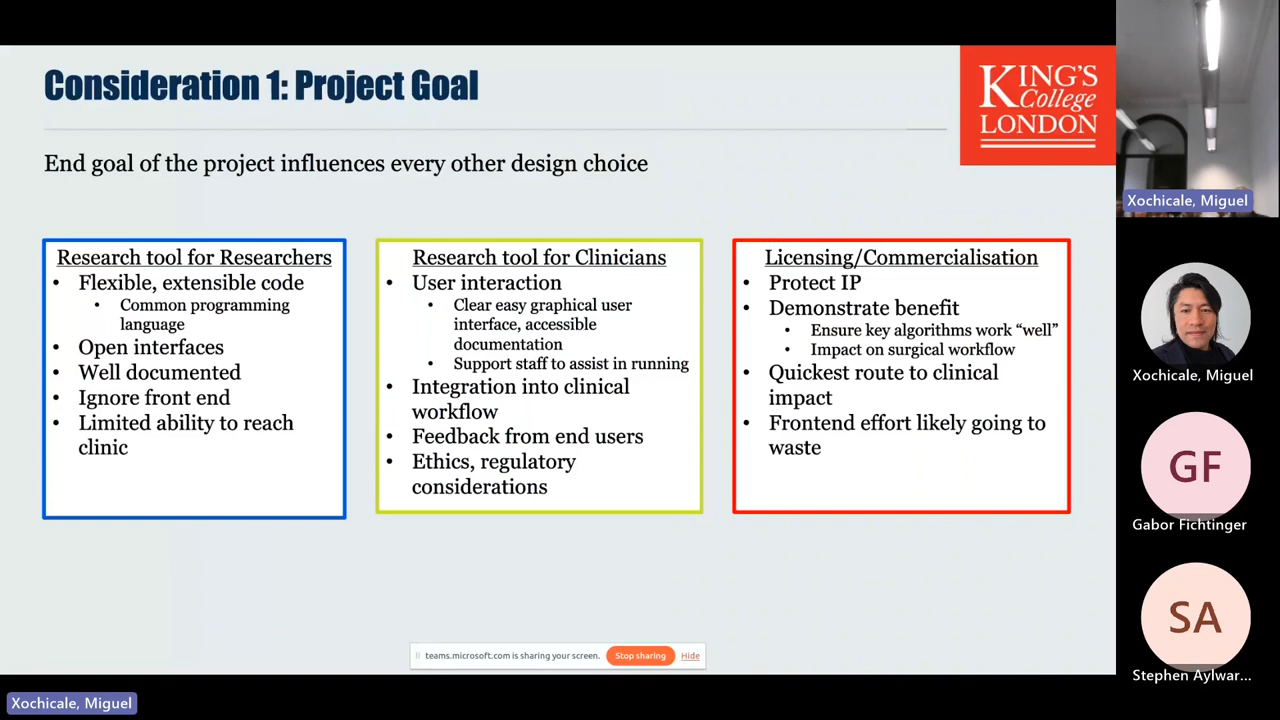 Consideration 1: Project Goal
KING'S
College
LONDON
End goal of the project influences every other design choice
Research tool for Researchers
• Flexible, extensible code
• Common programming
language
• Open interfaces
• Well documented
• Ignore front end
• Limited ability to reach
clinic
Research tool for Clinicians
• User interaction
• Clear easy graphical user
interface, accessible
documentation
• Support staff to assist in running
• Integration into clinical
workflow
• Feedback from end users
• Ethics, regulatory
considerations
Licensing/Commercialisation
• Protect IP
• Demonstrate benefit
• Ensure key algorithms work “well”
• Impact on surgical workflow
• Quickest route to clinical
impact
• Frontend effort likely going to
waste
teams.microsoft.com is sharing your screen. Stop sharing Hide
Xochicale, Miguel
Xochicale, Miguel
Xochicale, Miguel
GF
Gabor Fichtinger
SA
Stephen Aylwar...